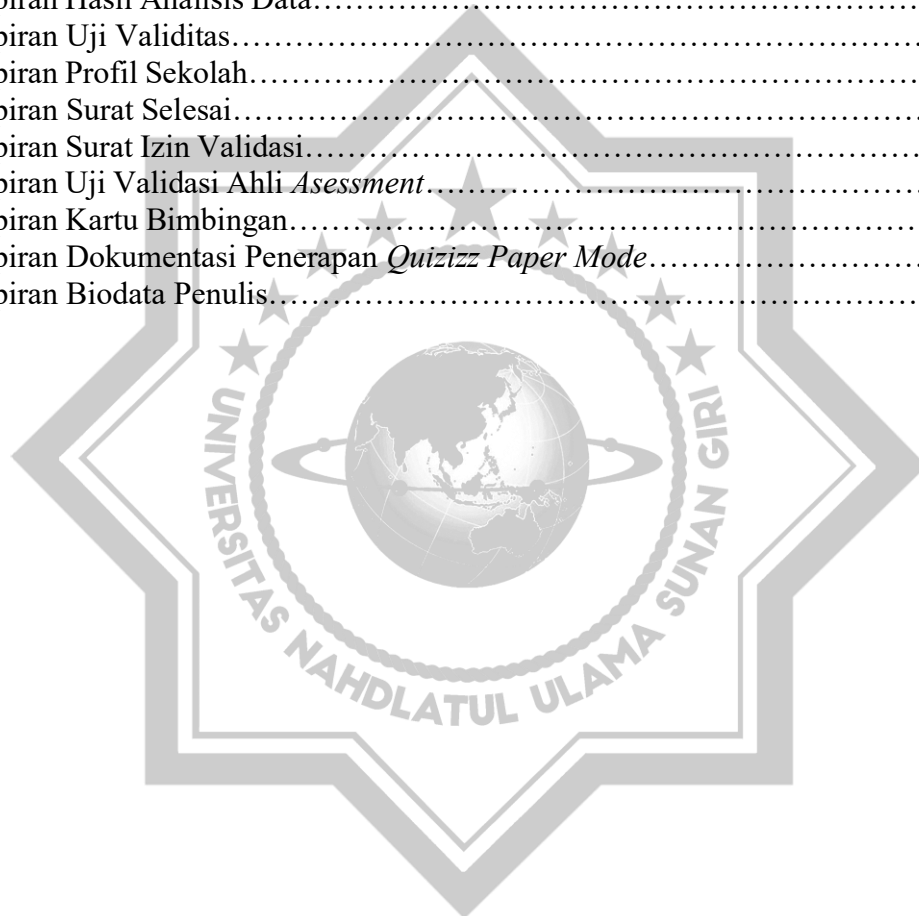 piran Hasil Analisis Data……………………………………………………
piran Uji Validitas……………………………………………………………
piran Profil Sekolah…………………………………………………………
piran Surat Selesai……………………………………………………………
piran Surat Izin Validasi……………………………………………………
piran Uji Validasi Ahli Asessment…………………………………………
piran Kartu Bimbingan………………………………………………………
piran Dokumentasi Penerapan Quizizz Paper Mode………………………
piran Biodata Penulis…………………………………………………………
UNIVERSITAS NAHDLATUL ULAMA SUNAN GIRI